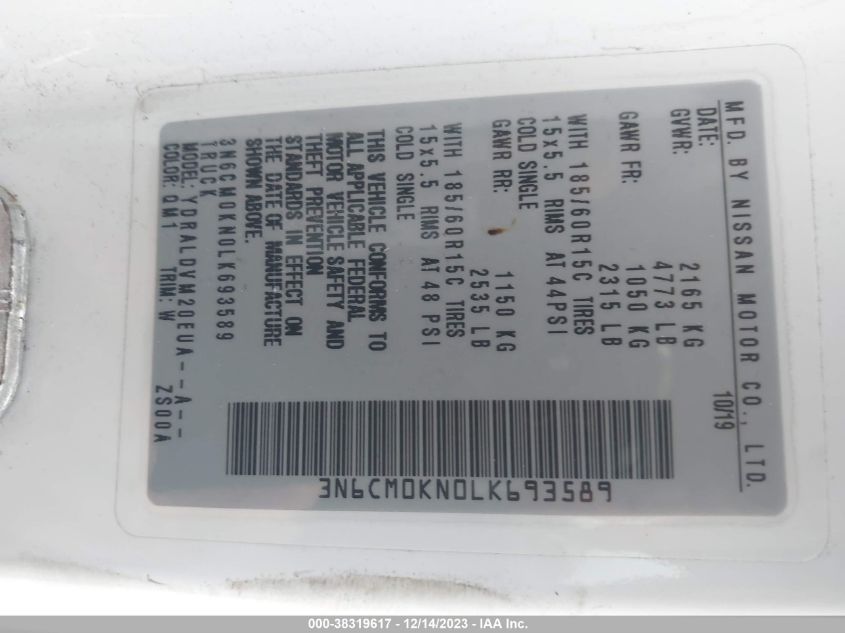 MFD. BY NISSAN MOTOR CO., LTD.
DATE: 10/19
GVWR: 2165 KG
4773 LB
GAWR FR: 1050 KG
2315 LB
WITH 185/60R15C TIRES
15x5.5 RIMS AT 44PSI
COLD SINGLE
GAWR RR: 1150 KG
2535 LB
WITH 185/60R15C TIRES
15x5.5 RIMS AT 48 PSI
COLD SINGLE
THIS VEHICLE CONFORMS TO
ALL APPLICABLE FEDERAL
MOTOR VEHICLE SAFETY AND
THEFT PREVENTION
STANDARDS IN EFFECT ON
THE DATE OF MANUFACTURE
SHOWN ABOVE.
3N6CM0KN0LK693589
TRUCK
MODEL: YDRALDVM20EUA--A--
COLOR: QM1 TRIM: W ZS00A
3N6CM0KN0LK693589
000-38319617 - 12/14/2023 - IAA Inc.